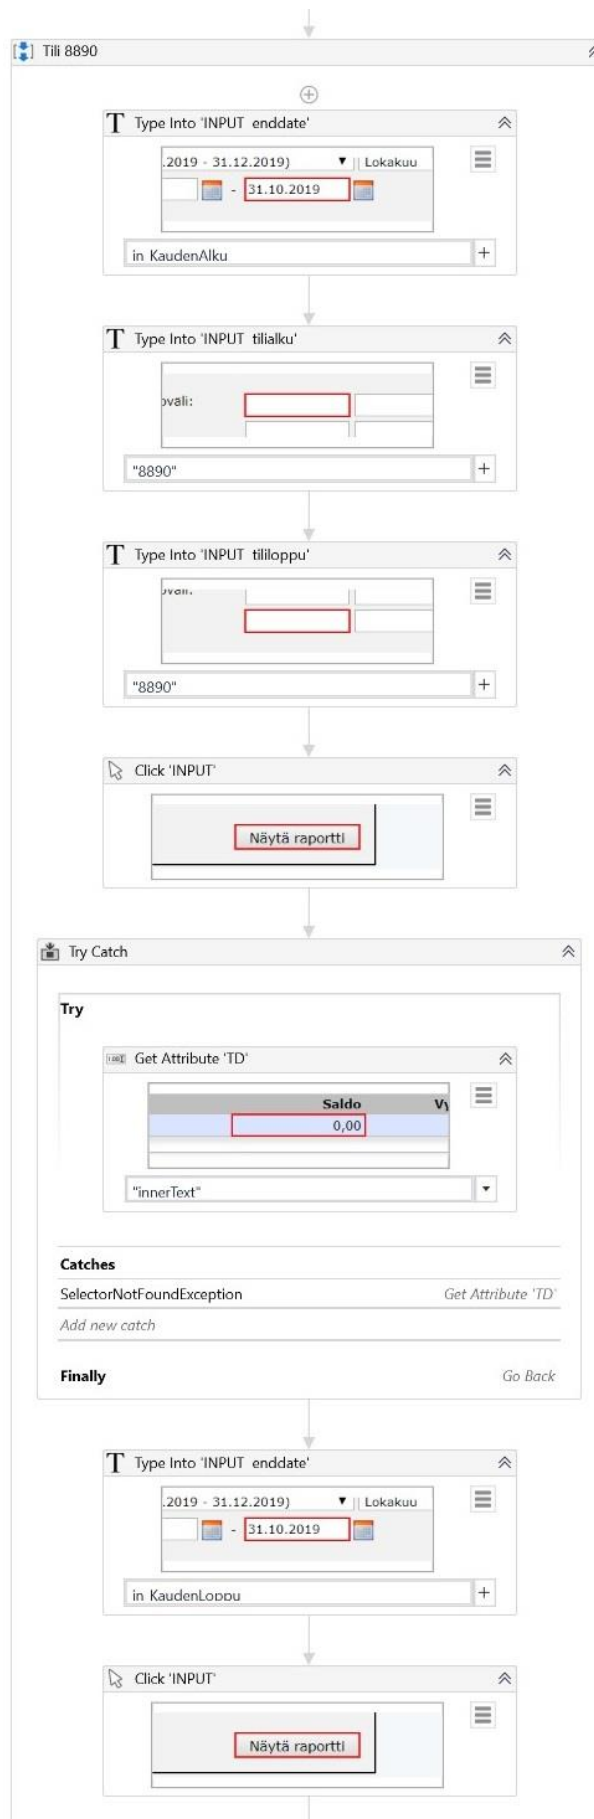 Tili 8890
T Type Into 'INPUT enddate'
.2019 - 31.12.2019) ▼ Lokakuu
- 31.10.2019
in KaudenAlku +
T Type Into 'INPUT tilialku'
oväli:
"8890" +
T Type Into 'INPUT tililoppu'
oväli:
"8890" +
Click 'INPUT'
Näytä raportti
Try Catch
Try
Get Attribute 'TD'
Saldo Vy
0,00
"innerText"
Catches
SelectorNotFoundException Get Attribute 'TD'
Add new catch
Finally Go Back
T Type Into 'INPUT enddate'
.2019 - 31.12.2019) ▼ Lokakuu
- 31.10.2019
in KaudenLoppu +
Click 'INPUT'
Näytä raportti